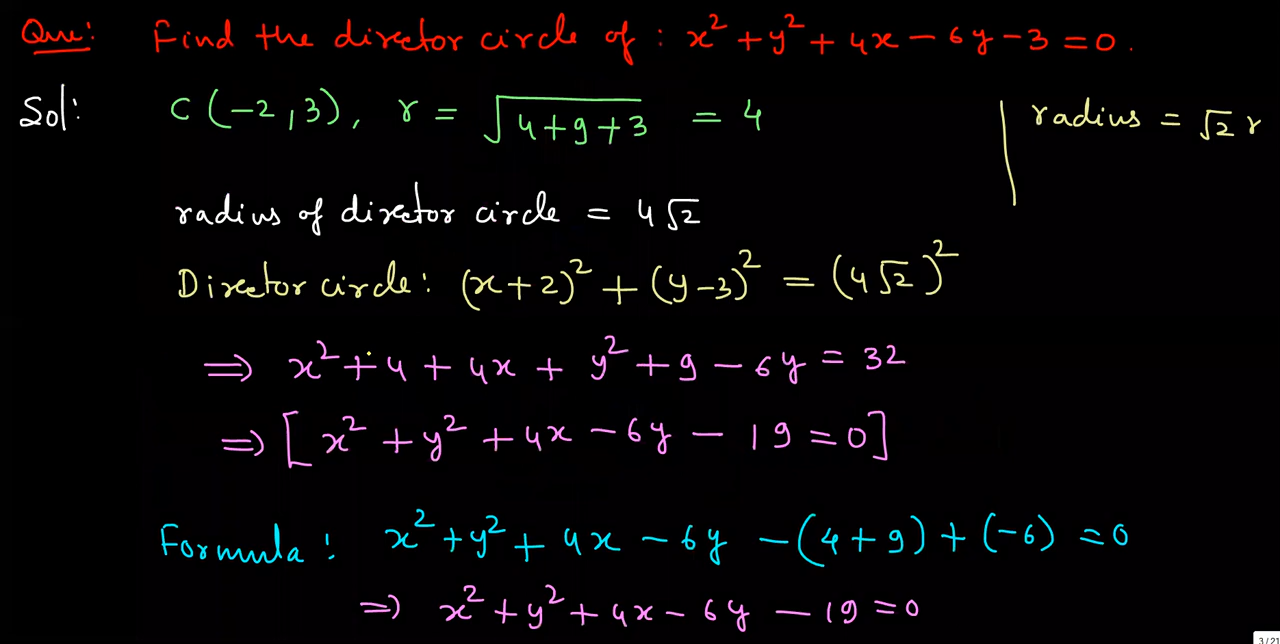 Que: Find the director circle of : x² + y² + 4x − 6y − 3 = 0.
Sol: C (−2, 3), r = √(4+9+3) = 4
radius = √2 r
radius of director circle = 4√2
Director circle: (x+2)² + (y−3)² = (4√2)²
⇒ x² + 4 + 4x + y² + 9 − 6y = 32
⇒ [x² + y² + 4x − 6y − 19 = 0]
Formula: x² + y² + 4x − 6y − (4+9) + (−6) = 0
⇒ x² + y² + 4x − 6y − 19 = 0
3 / 21